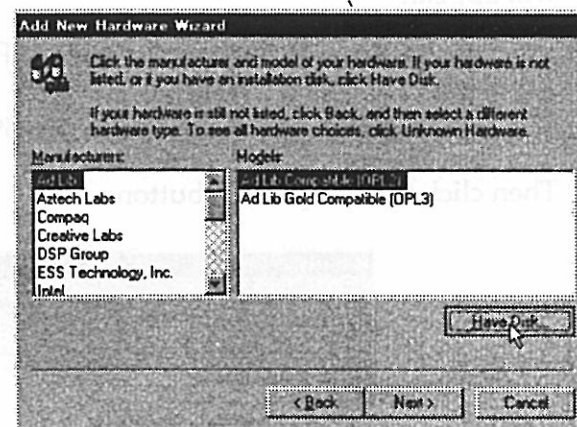 Add New Hardware Wizard
Click the manufacturer and model of your hardware. If your hardware is not
listed, or if you have an installation disk, click Have Disk.
If your hardware is still not listed, click Back, and then select a different
hardware type. To see all hardware choices, click Unknown Hardware.
Manufacturers:
Models:
Ad Lib
Aztech Labs
Compaq
Creative Labs
DSP Group
ESS Technology, Inc.
Intel
Ad Lib Compatible (OPL2)
Ad Lib Gold Compatible (OPL3)
Have Disk...
< Back
Next >
Cancel
Then click button